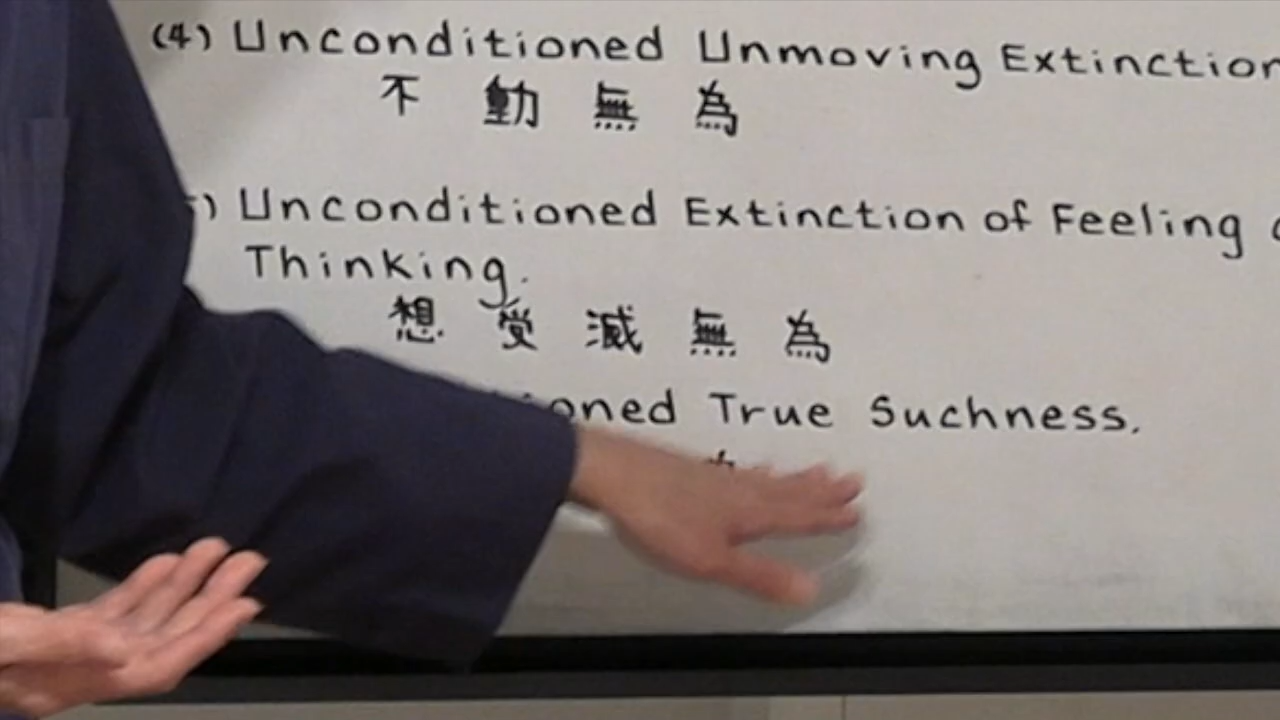 (4) Unconditioned Unmoving Extinction
不動無為
Unconditioned Extinction of Feeling
Thinking.
想受滅無為
True Suchness.